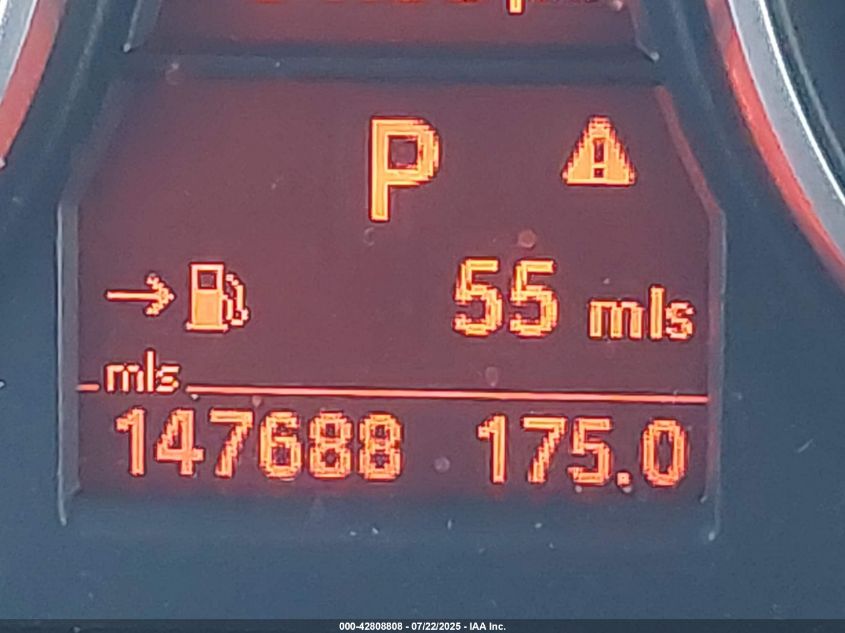 P
55 mls
mls
147688 175.0
000-42808808 - 07/22/2025 - IAA Inc.